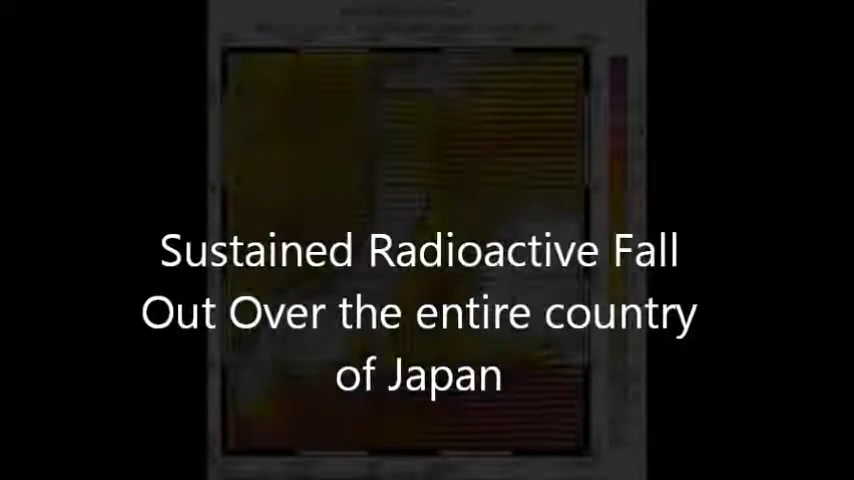 Sustained Radioactive Fall
Out Over the entire country
of Japan